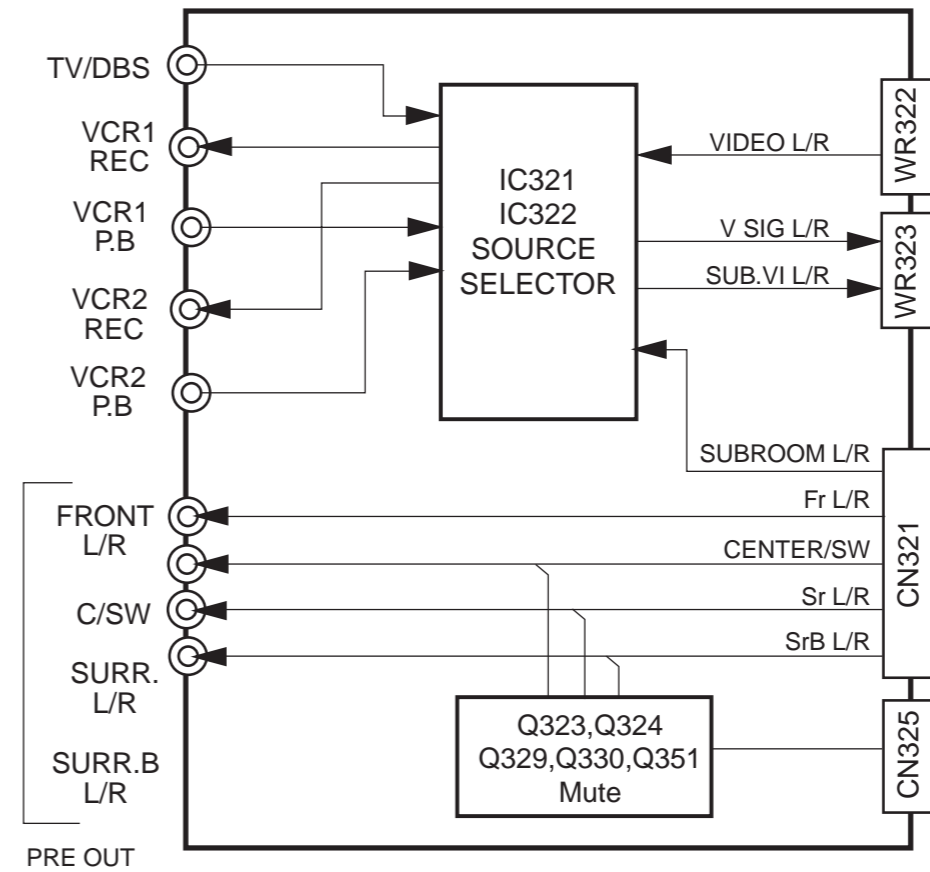 TV/DBS
VCR1
REC
VCR1
P.B
VCR2
REC
VCR2
P.B
IC321
IC322
SOURCE
SELECTOR
VIDEO L/R
V SIG L/R
SUB.VI L/R
WR322
WR323
SUBROOM L/R
Fr L/R
CENTER/SW
Sr L/R
SrB L/R
CN321
CN325
FRONT
L/R
C/SW
SURR.
L/R
SURR.B
L/R
PRE OUT
Q323,Q324
Q329,Q330,Q351
Mute